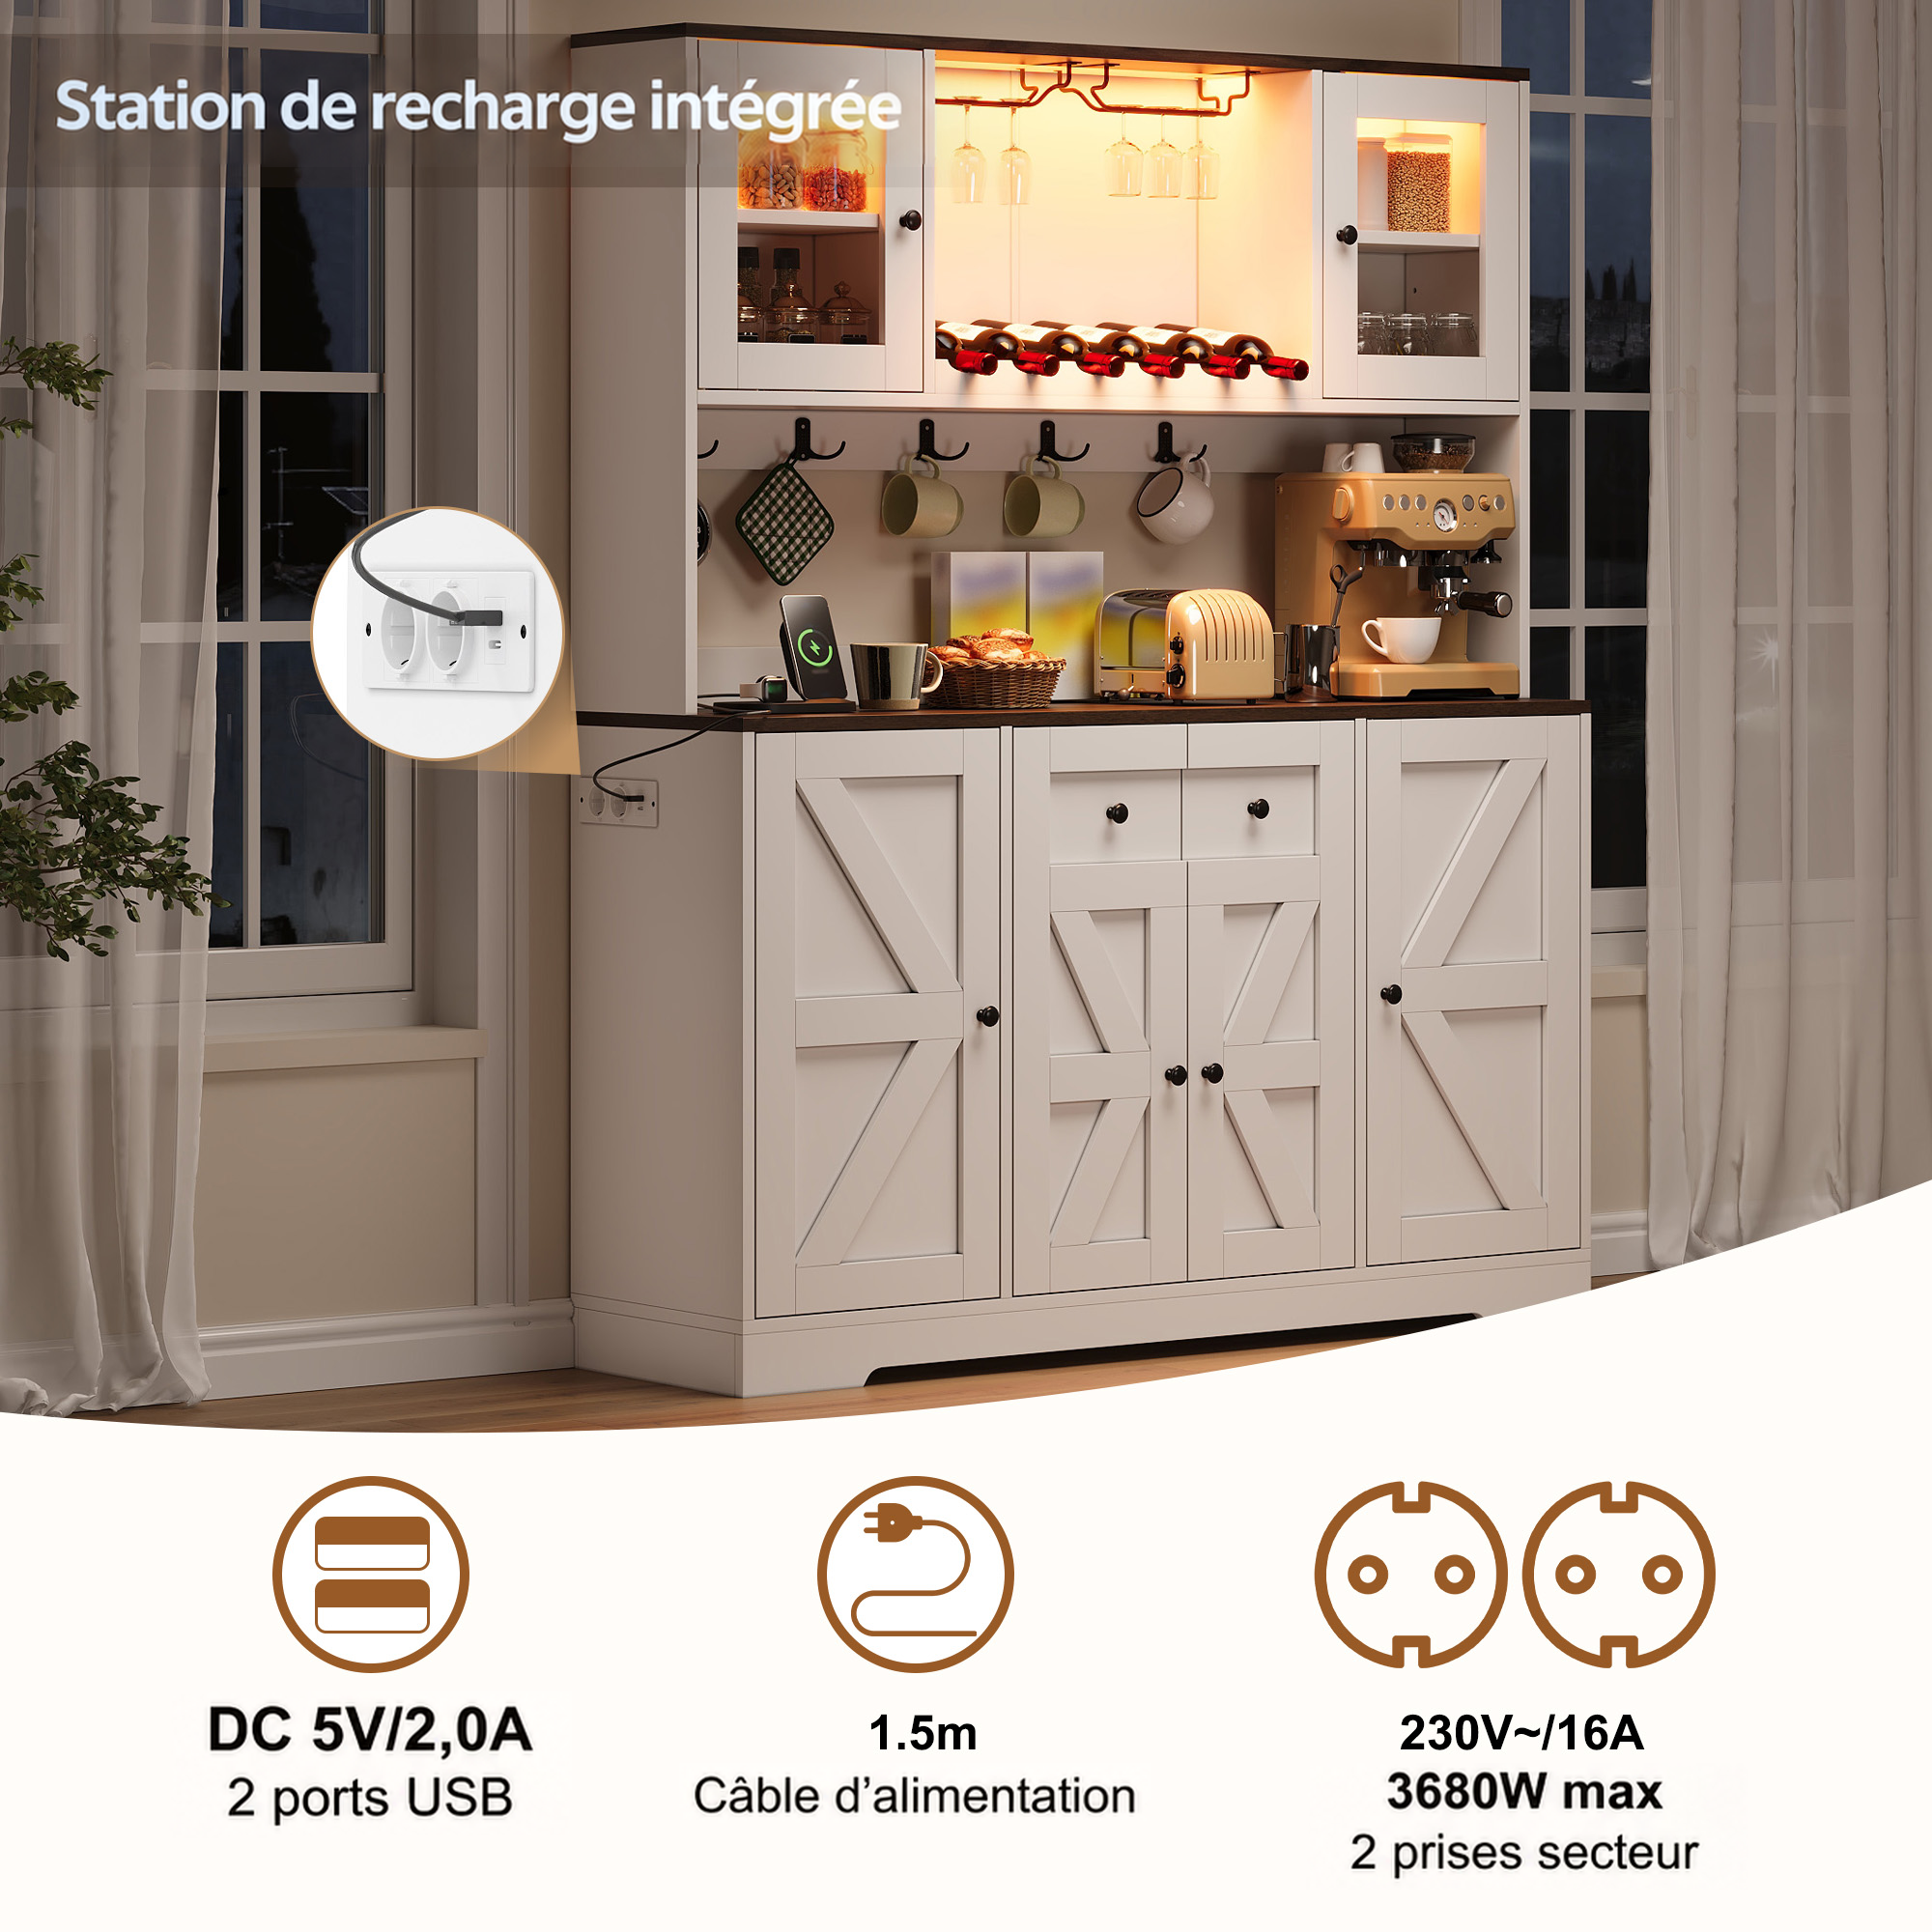 Station de recharge intégrée
DC 5V/2,0A
2 ports USB
1.5m
Câble d’alimentation
230V~/16A
3680W max
2 prises secteur